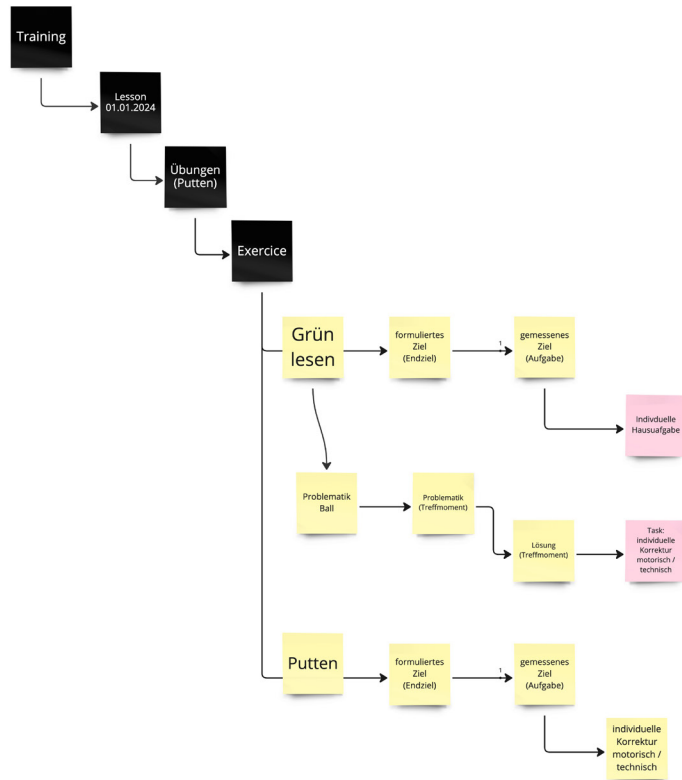 Training
Lesson
01.01.2024
Übungen
(Putten)
Exercice
Grün
lesen
formuliertes
Ziel
(Endziel)
1
gemessenes
Ziel
(Aufgabe)
Indivduelle
Hausuafgabe
Problematik
Ball
Problematik
(Treffmoment)
Lösung
(Treffmoment)
Task:
individuelle
Korrektur
motorisch /
technisch
Putten
formuliertes
Ziel
(Endziel)
1
gemessenes
Ziel
(Aufgabe)
individuelle
Korrektur
motorisch /
technisch